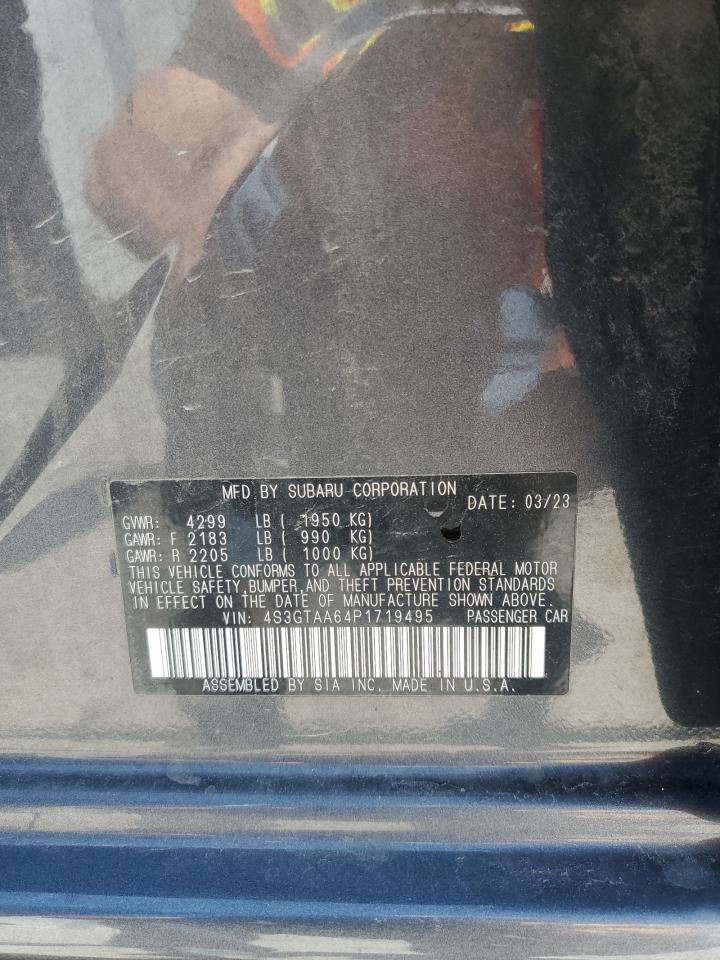 MFD BY SUBARU CORPORATION
DATE: 03/23
GVWR: 4299 LB ( 1950 KG)
GAWR: F 2183 LB ( 990 KG)
GAWR: R 2205 LB ( 1000 KG)
THIS VEHICLE CONFORMS TO ALL APPLICABLE FEDERAL MOTOR
VEHICLE SAFETY, BUMPER, AND THEFT PREVENTION STANDARDS
IN EFFECT ON THE DATE OF MANUFACTURE SHOWN ABOVE.
VIN: 4S3GTAA64P1719495 PASSENGER CAR
ASSEMBLED BY SIA INC. MADE IN U.S.A.